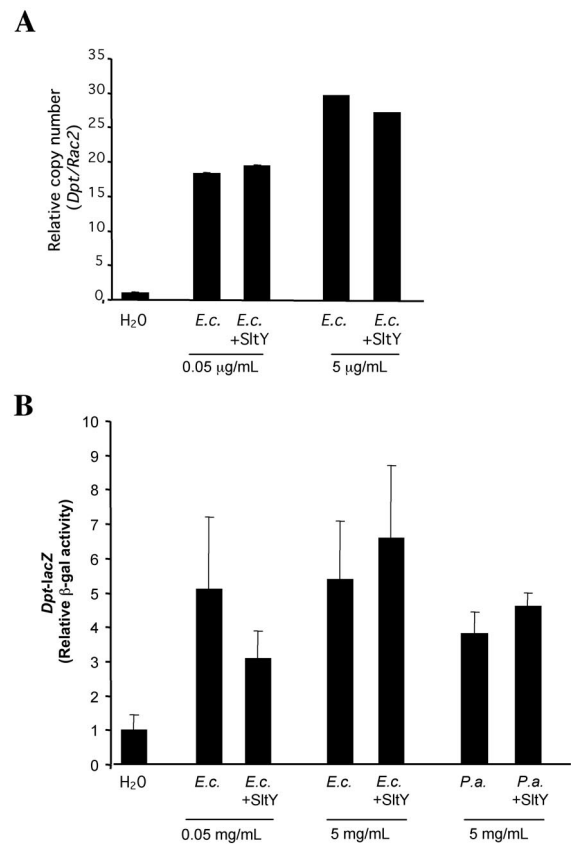 A
Relative copy number
(Dpt/Rac2)
35
30
25
20
15
10
5
0
H₂0
E.c.
E.c.
+SltY
E.c.
E.c.
+SltY
0.05 µg/mL
5 µg/mL
B
Dpt-lacZ
(Relative β-gal activity)
10
9
8
7
6
5
4
3
2
1
0
H₂0
E.c.
E.c.
+SltY
E.c.
E.c.
+SltY
P.a.
P.a.
+SltY
0.05 mg/mL
5 mg/mL
5 mg/mL